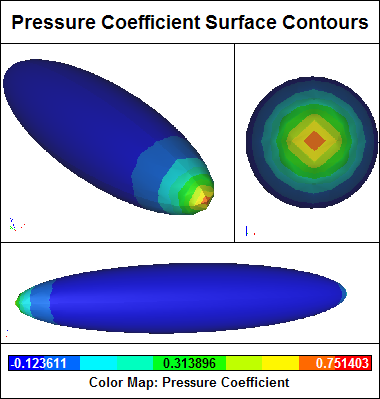 Pressure Coefficient Surface Contours
-0.123611 0.313896 0.751403
Color Map: Pressure Coefficient